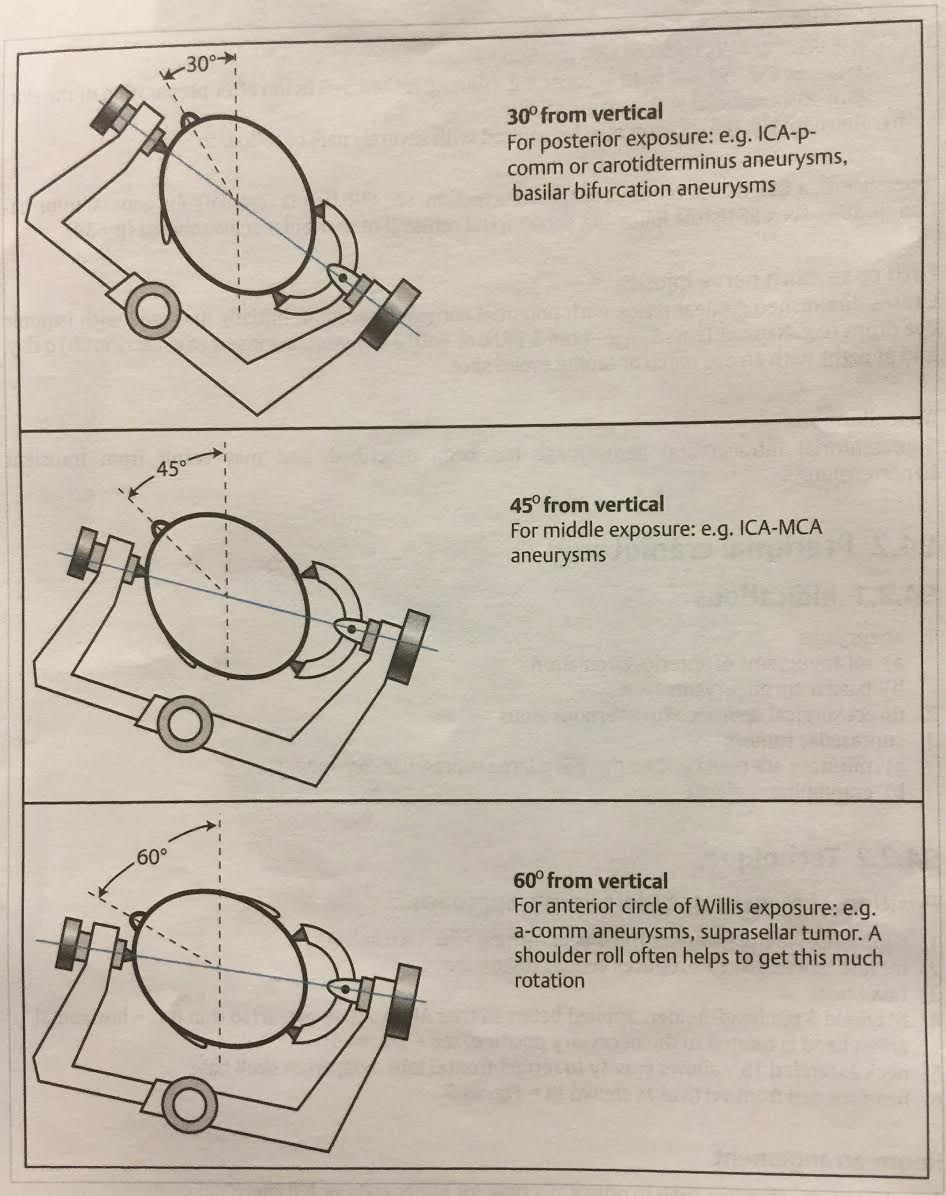 30°
30° from vertical
For posterior exposure: e.g. ICA-p-
comm or carotidterminus aneurysms,
basilar bifurcation aneurysms
45°
45° from vertical
For middle exposure: e.g. ICA-MCA
aneurysms
60°
60° from vertical
For anterior circle of Willis exposure: e.g.
a-comm aneurysms, suprasellar tumor. A
shoulder roll often helps to get this much
rotation